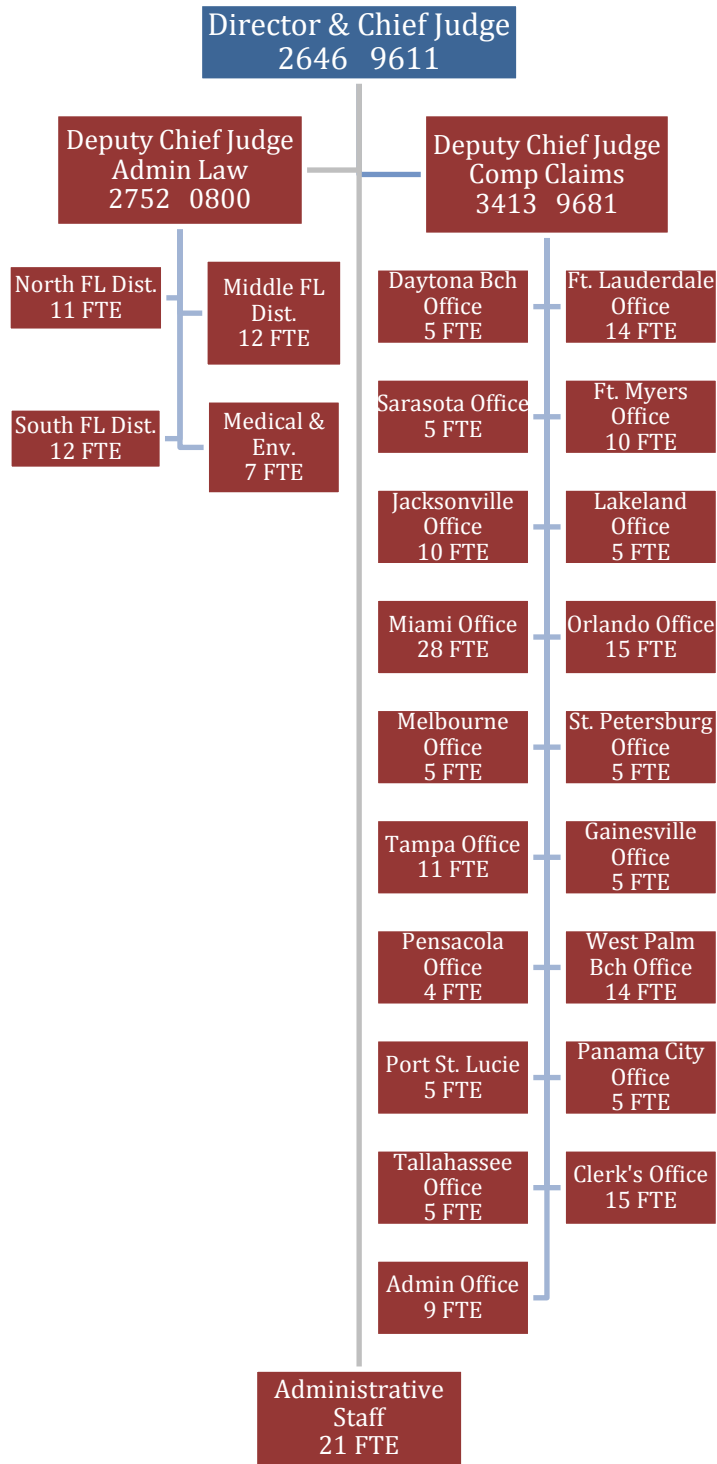 Director & Chief Judge
2646 9611
Deputy Chief Judge
Admin Law
2752 0800
Deputy Chief Judge
Comp Claims
3413 9681
North FL Dist.
11 FTE
Middle FL
Dist.
12 FTE
South FL Dist.
12 FTE
Medical &
Env.
7 FTE
Daytona Bch
Office
5 FTE
Ft. Lauderdale
Office
14 FTE
Sarasota Office
5 FTE
Ft. Myers
Office
10 FTE
Jacksonville
Office
10 FTE
Lakeland
Office
5 FTE
Miami Office
28 FTE
Orlando Office
15 FTE
Melbourne
Office
5 FTE
St. Petersburg
Office
5 FTE
Tampa Office
11 FTE
Gainesville
Office
5 FTE
Pensacola
Office
4 FTE
West Palm
Bch Office
14 FTE
Port St. Lucie
5 FTE
Panama City
Office
5 FTE
Tallahassee
Office
5 FTE
Clerk's Office
15 FTE
Admin Office
9 FTE
Administrative
Staff
21 FTE